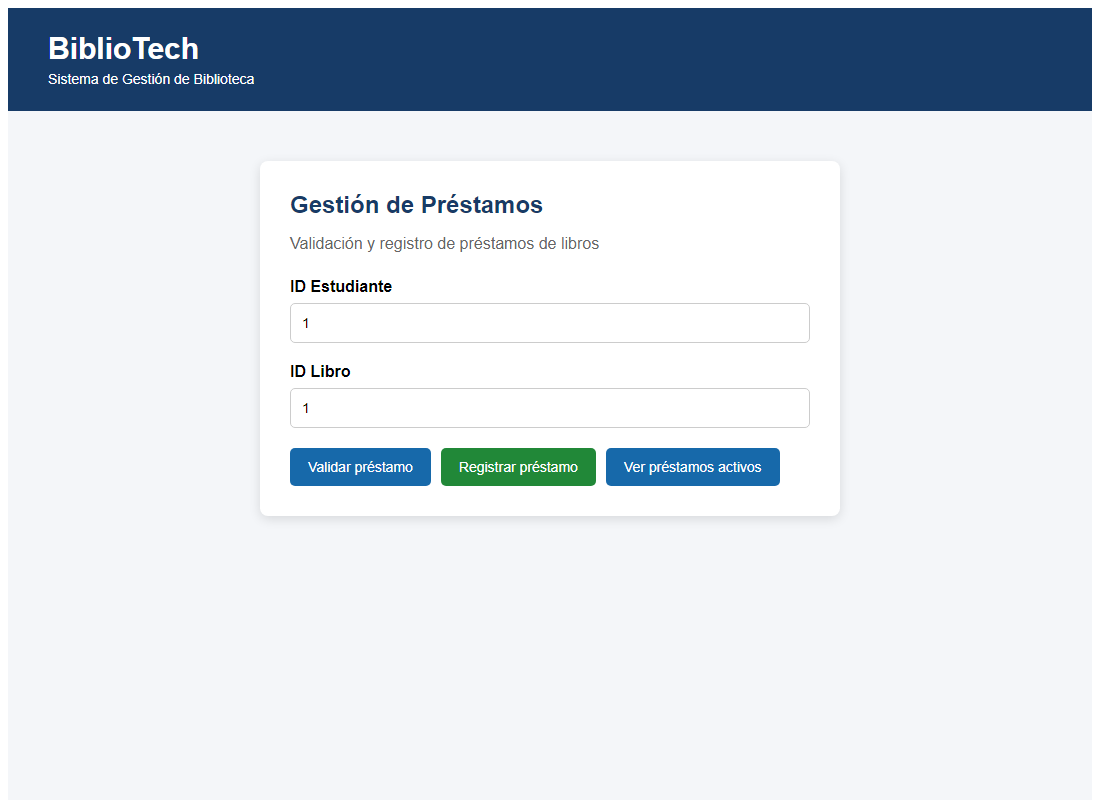 BiblioTech
Sistema de Gestión de Biblioteca
Gestión de Préstamos
Validación y registro de préstamos de libros
ID Estudiante
1
ID Libro
1
Validar préstamo Registrar préstamo Ver préstamos activos